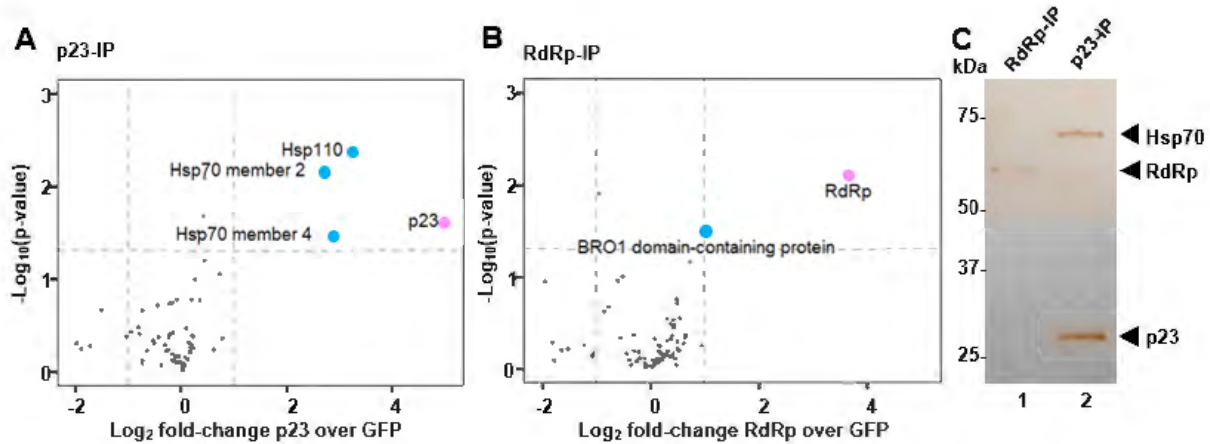 A
p23-IP
3
2
1
0
-Log10(p-value)
Hsp110
Hsp70 member 2
p23
Hsp70 member 4
-2 0 2 4
Log2 fold-change p23 over GFP
B
RdRp-IP
3
2
1
0
-Log10(p-value)
RdRp
BRO1 domain-containing protein
-2 0 2 4
Log2 fold-change RdRp over GFP
C
RdRp-IP
p23-IP
kDa
75
Hsp70
RdRp
50
37
p23
25
1 2